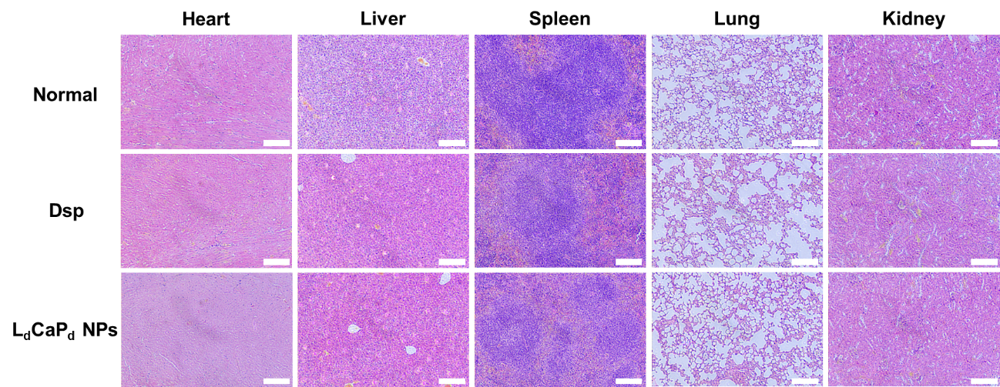 Heart Liver Spleen Lung Kidney
Normal
Dsp
LdCaPd NPs